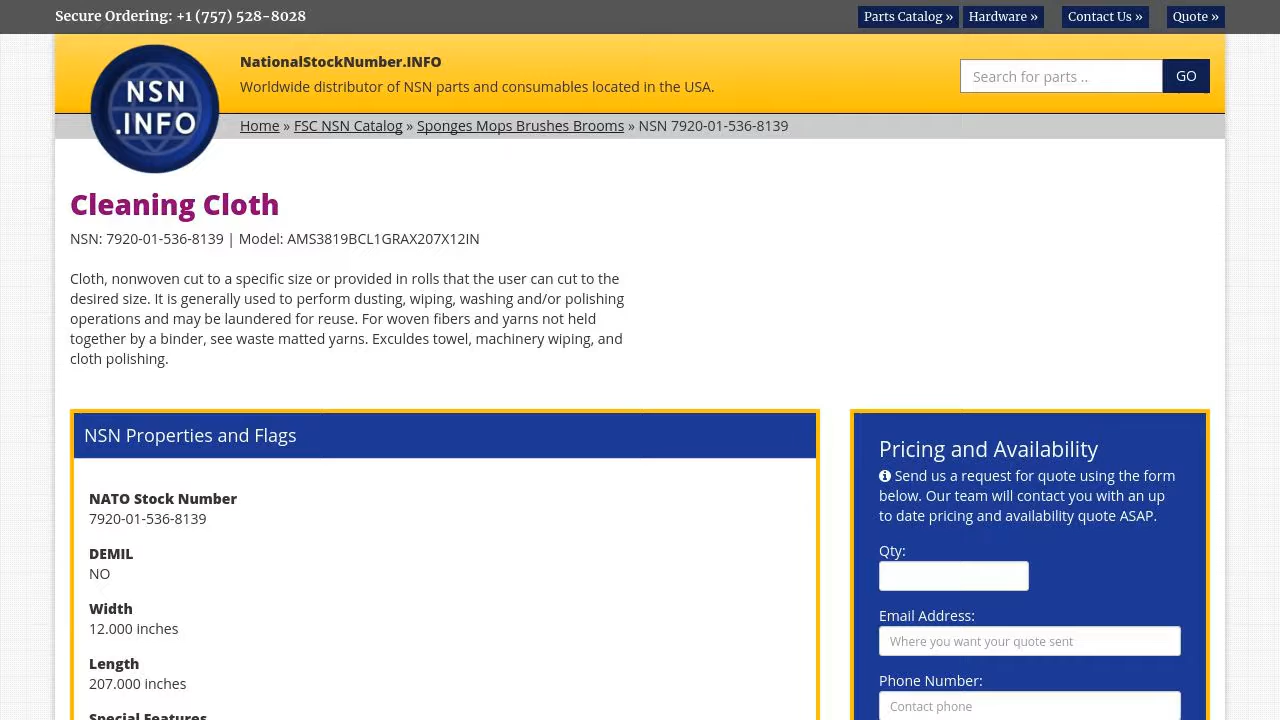 Secure Ordering: +1 (757) 528-8028
Parts Catalog »
Hardware »
Contact Us »
Quote »
NSN
.INFO
NationalStockNumber.INFO
Worldwide distributor of NSN parts and consumables located in the USA.
Search for parts ..
GO
Home » FSC NSN Catalog » Sponges Mops Brushes Brooms » NSN 7920-01-536-8139
Cleaning Cloth
NSN: 7920-01-536-8139 | Model: AMS3819BCL1GRAX207X12IN
Cloth, nonwoven cut to a specific size or provided in rolls that the user can cut to the
desired size. It is generally used to perform dusting, wiping, washing and/or polishing
operations and may be laundered for reuse. For woven fibers and yarns not held
together by a binder, see waste matted yarns. Exculdes towel, machinery wiping, and
cloth polishing.
NSN Properties and Flags
NATO Stock Number
7920-01-536-8139
DEMIL
NO
Width
12.000 inches
Length
207.000 inches
Special Features
Pricing and Availability
Send us a request for quote using the form
below. Our team will contact you with an up
to date pricing and availability quote ASAP.
Qty:
Email Address:
Where you want your quote sent
Phone Number:
Contact phone